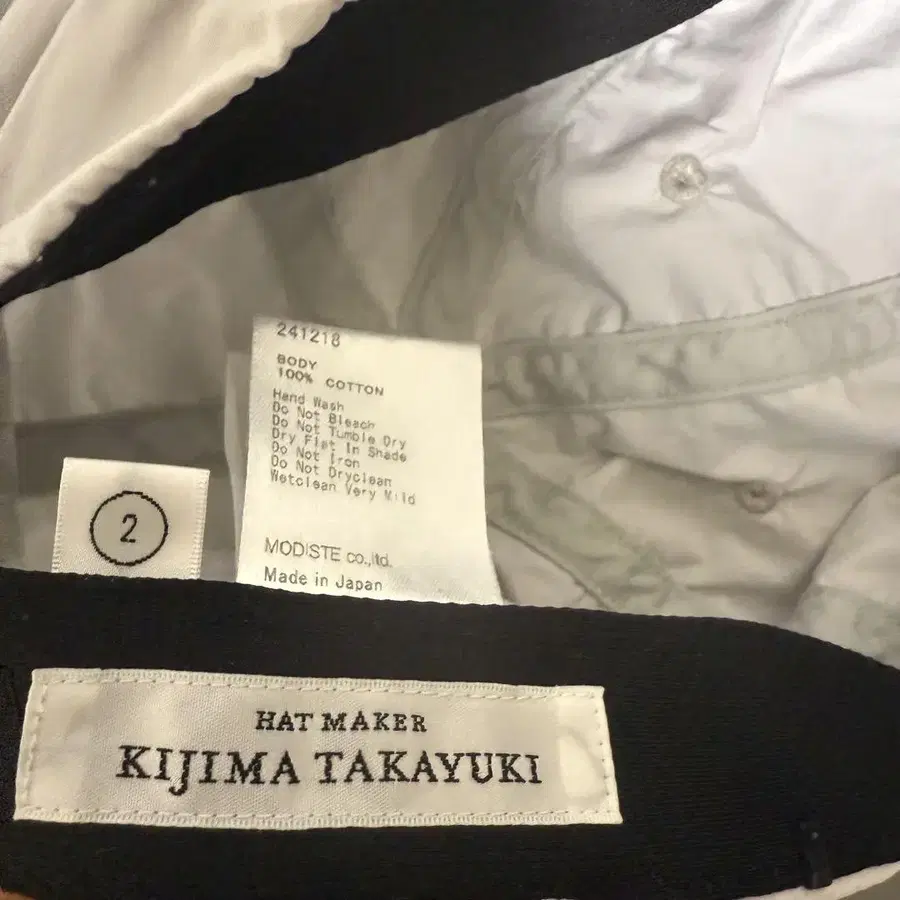 241218
BODY
100% COTTON
Hand Wash
Do Not Bleach
Do Not Tumble Dry
Dry Flat In Shade
Do Not Iron
Do Not Dryclean
Wetclean Very Mild
MODISTE co.,ltd.
Made in Japan
2
HAT MAKER
KIJIMA TAKAYUKI